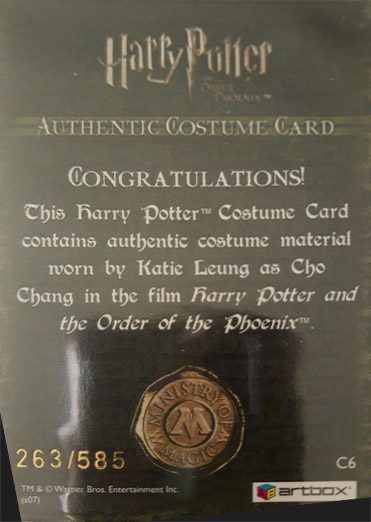 Harry Potter
AND THE
ORDER
OF THE
PHOENIX™
AUTHENTIC COSTUME CARD
CONGRATULATIONS!
This Harry Potter™ Costume Card
contains authentic costume material
worn by Katie Leung as Cho
Chang in the film Harry Potter and
the Order of the Phoenix™.
MINISTRY OF
M
MAGIC
263/585
C6
TM & © Warner Bros. Entertainment Inc.
(s07)
artbox